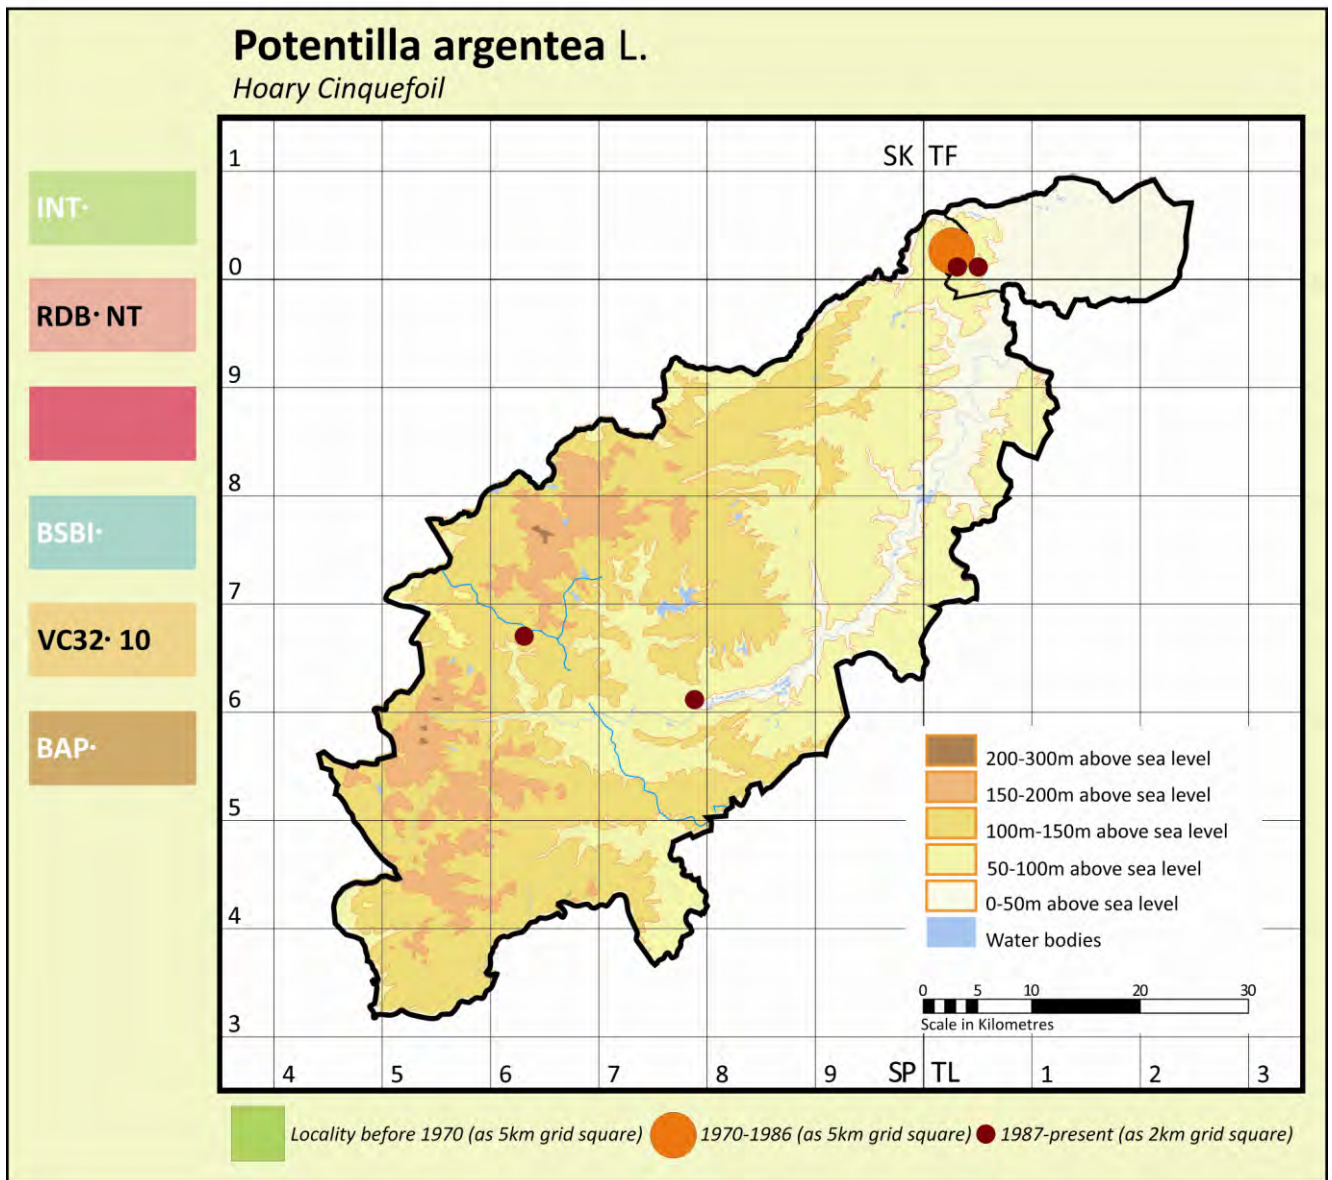 Potentilla argentea L.
Hoary Cinquefoil
INT·
RDB· NT
BSBI·
VC32· 10
BAP·
SK TF
1
0
9
8
7
6
5
4
3
4 5 6 7 8 9 SP TL 1 2 3
200-300m above sea level
150-200m above sea level
100m-150m above sea level
50-100m above sea level
0-50m above sea level
Water bodies
0 5 10 20 30
Scale in Kilometres
Locality before 1970 (as 5km grid square) 1970-1986 (as 5km grid square) 1987-present (as 2km grid square)